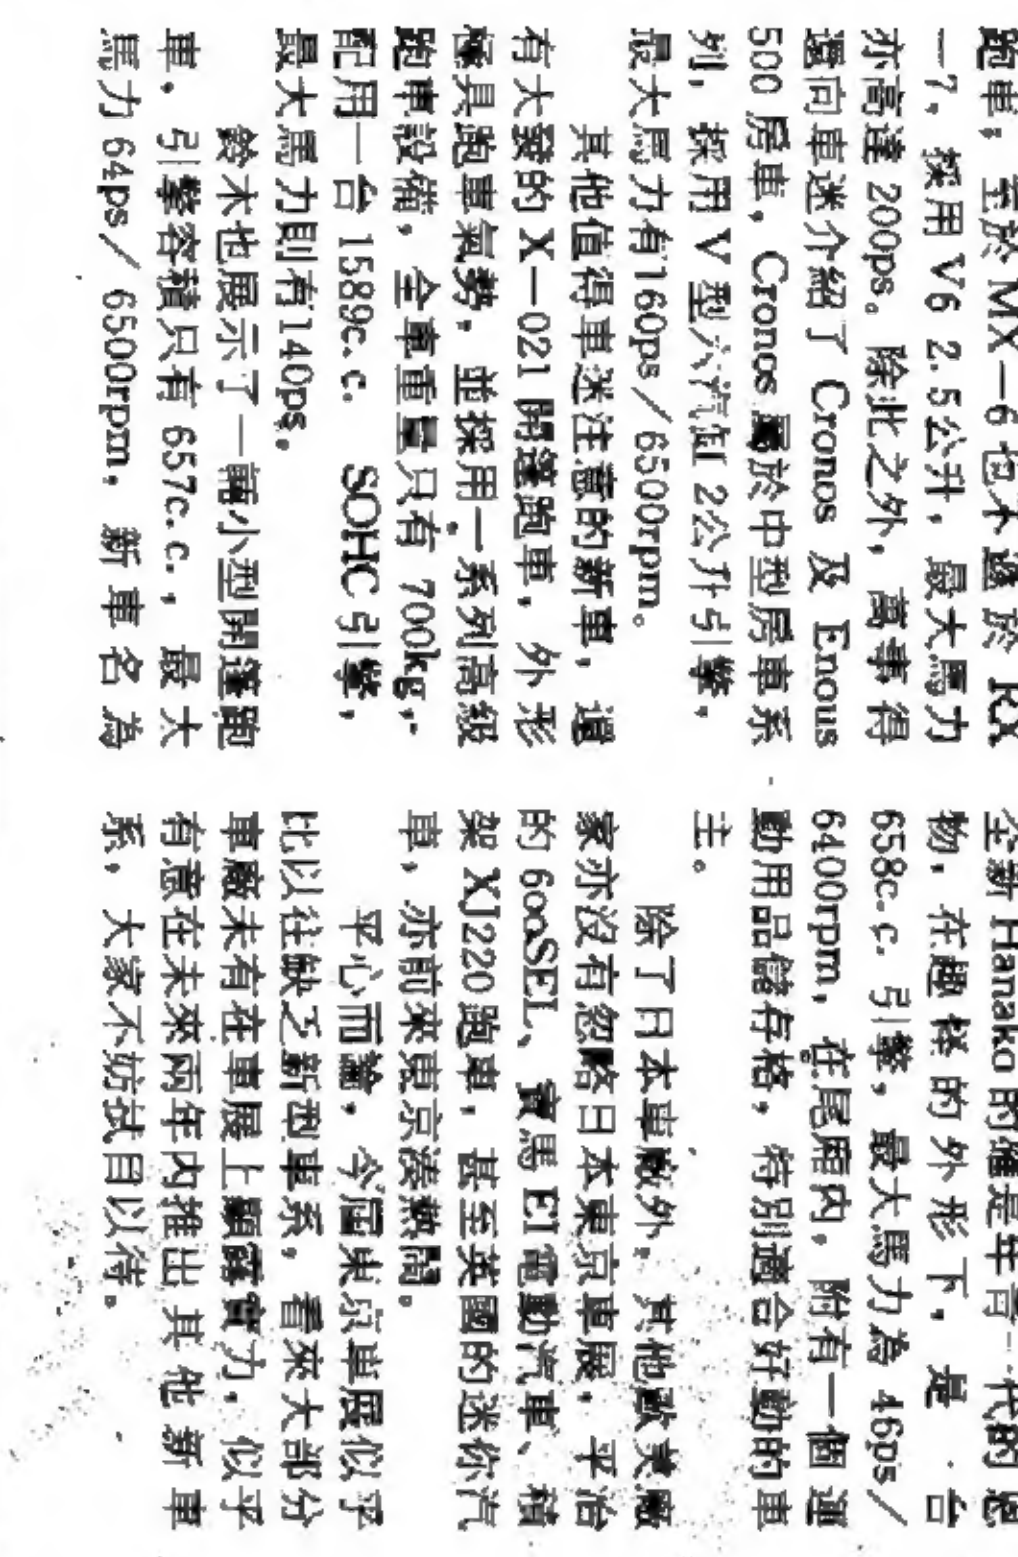 跑車；至於 MX—6 也不遜於 RX
—7，採用 V6 2.5公升，最大馬力
亦高達 200ps。除此之外，萬事得
還向車迷介紹了 Cronos 及 Enous
500 房車，Cronos 屬於中型房車系
列，採用 V 型六汽缸 2公升引擎，
最大馬力有160ps／6500rpm。
其他值得車迷注意的新車，還
有大發的 X—021 開篷跑車，外形
極具跑車氣勢，並採用一系列高級
跑車設備，全車重量只有 700kg，
配用一台 1589c.c. SOHC 引擎，
最大馬力則有140ps。
鈴木也展示了一輛小型開篷跑
車，引擎容積只有 657c.c.，最大
馬力 64ps／6500rpm，新車名為
全新 Hanako 的確是年青一代的恩
物，在趣怪的外形下，是一台
658c.c. 引擎，最大馬力為 46ps／
6400rpm，在尾廂內，附有一個運
動用品儲存格，特別適合好動的車
主。
除了日本車廠外，其他歐美廠
家亦沒有忽略日本東京車展，平治
的 600SEL、寶馬 E1 電動汽車、積
架 XJ220 跑車，甚至英國的迷你汽
車，亦前來東京湊熱鬧。
平心而論，今屆東京車展似乎
比以往缺乏新型車系，看來大部分
車廠未有在車展上顯露實力，似乎
有意在未來兩年內推出其他新車
系，大家不妨拭目以待。